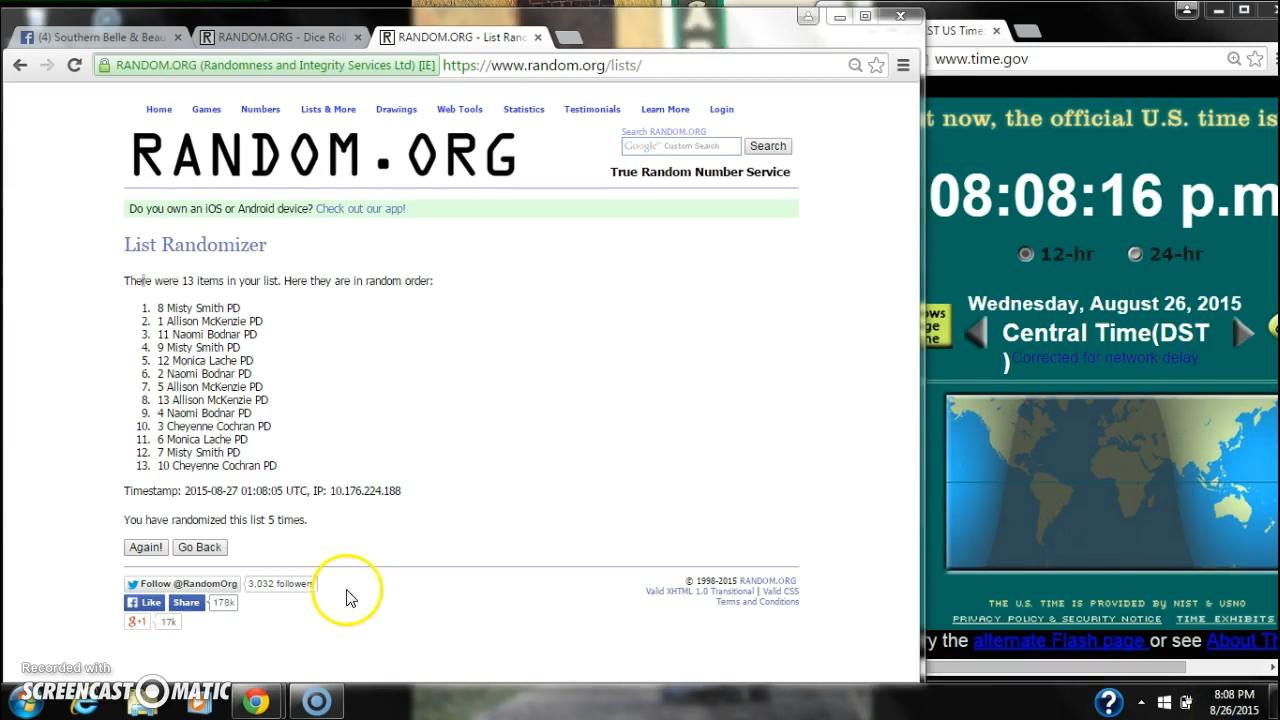 (4) Southern Belle & Beau
RANDOM.ORG - Dice Roll
RANDOM.ORG - List Ran
RANDOM.ORG (Randomness and Integrity Services Ltd) [IE]
https://www.random.org/lists/
Home Games Numbers Lists & More Drawings Web Tools Statistics Testimonials Learn More Login
RANDOM.ORG
Search RANDOM.ORG
Google™ Custom Search
Search
True Random Number Service
Do you own an iOS or Android device? Check out our app!
List Randomizer
There were 13 items in your list. Here they are in random order:
1. 8 Misty Smith PD
2. 1 Allison McKenzie PD
3. 11 Naomi Bodnar PD
4. 9 Misty Smith PD
5. 12 Monica Lache PD
6. 2 Naomi Bodnar PD
7. 5 Allison McKenzie PD
8. 13 Allison McKenzie PD
9. 4 Naomi Bodnar PD
10. 3 Cheyenne Cochran PD
11. 6 Monica Lache PD
12. 7 Misty Smith PD
13. 10 Cheyenne Cochran PD
Timestamp: 2015-08-27 01:08:05 UTC, IP: 10.176.224.188
You have randomized this list 5 times.
Again! Go Back
Follow @RandomOrg 3,032 followers
Like Share 178k
g+1 17k
© 1998-2015 RANDOM.ORG
Valid XHTML 1.0 Transitional | Valid CSS
Terms and Conditions
ST US Time:
www.time.gov
t now, the official U.S. time is
08:08:16 p.m
12-hr 24-hr
Wednesday, August 26, 2015
Central Time(DST
)
Corrected for network delay
ows
ge
me
THE U.S. TIME IS PROVIDED BY NIST & USNO
PRIVACY POLICY & SECURITY NOTICE TIME EXHIBITS
ry the alternate Flash page or see About Th
Recorded with
SCREENCAST MATIC
8:08 PM
8/26/2015